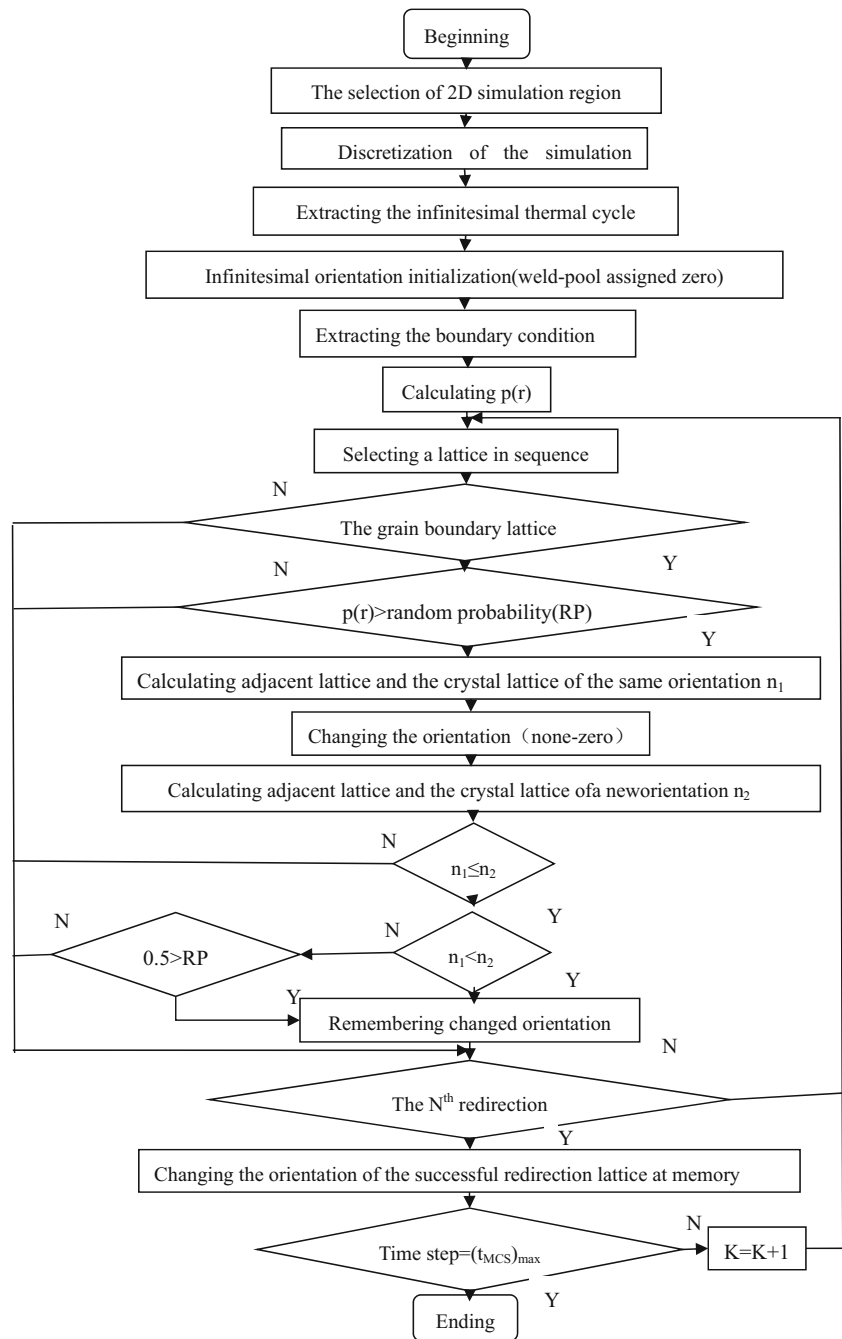 Beginning
The selection of 2D simulation region
Discretization of the simulation
Extracting the infinitesimal thermal cycle
Infinitesimal orientation initialization(weld-pool assigned zero)
Extracting the boundary condition
Calculating p(r)
Selecting a lattice in sequence
N
The grain boundary lattice
Y
N
p(r)>random probability(RP)
Y
Calculating adjacent lattice and the crystal lattice of the same orientation n₁
Changing the orientation（none-zero）
Calculating adjacent lattice and the crystal lattice ofa neworientation n₂
N
n₁≤n₂
Y
N
N
0.5>RP
n₁<n₂
Y
Y
Remembering changed orientation
N
The Nᵗʰ redirection
Y
Changing the orientation of the successful redirection lattice at memory
N
Time step=(t_MCS)_max
K=K+1
Y
Ending